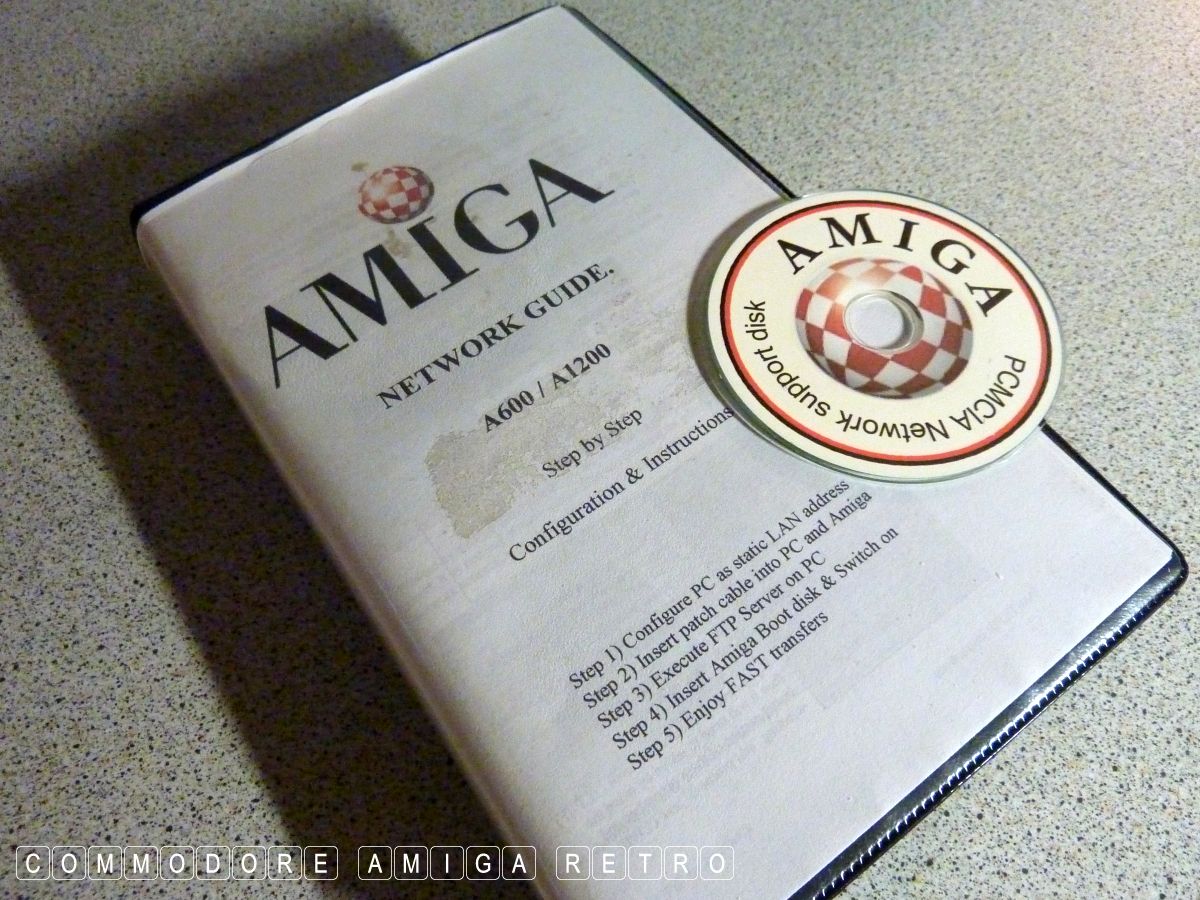 AMIGA
NETWORK GUIDE.
A600 / A1200
Step by Step
Configuration & Instructions
Step 1) Configure PC as static LAN address
Step 2) Insert patch cable into PC and Amiga
Step 3) Execute FTP Server on PC
Step 4) Insert Amiga Boot disk & Switch on
Step 5) Enjoy FAST transfers
AMIGA
PCMCIA Network support disk
COMMODORE AMIGA RETRO